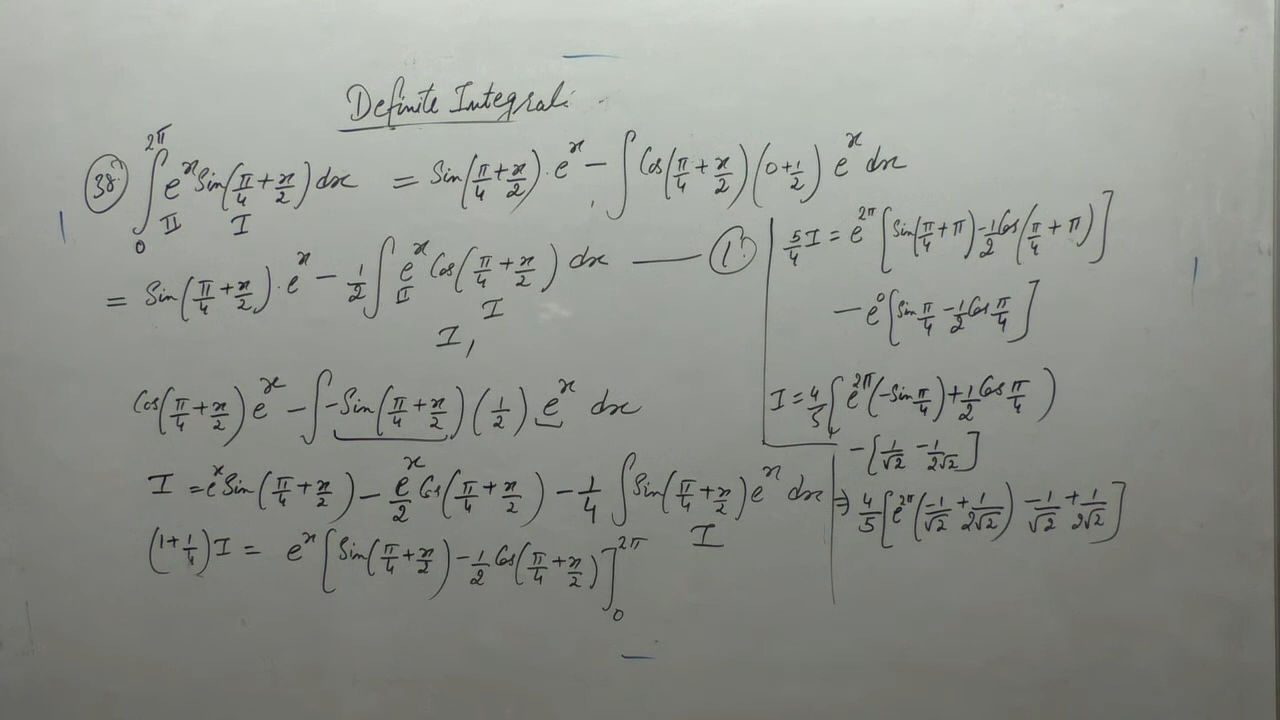 Definite Integral:
38. ∫₀^{2π} e^x Sin(π/4 + x/2) dx = Sin(π/4 + x/2) · e^x − ∫ Cos(π/4 + x/2) (0 + 1/2) e^x dx
II I
= Sin(π/4 + x/2) · e^x − 1/2 ∫ e^x Cos(π/4 + x/2) dx —— (1)
II I
I₁
Cos(π/4 + x/2) e^x − ∫ −Sin(π/4 + x/2) (1/2) e^x dx
I = e^x Sin(π/4 + x/2) − e^x/2 Cos(π/4 + x/2) − 1/4 ∫ Sin(π/4 + x/2) e^x dx
I
(1 + 1/4) I = e^x [Sin(π/4 + x/2) − 1/2 Cos(π/4 + x/2)]₀^{2π}
5/4 I = e^{2π} [Sin(π/4 + π) − 1/2 Cos(π/4 + π)]
− e^0 [Sin π/4 − 1/2 Cos π/4]
I = 4/5 [e^{2π} (−Sin π/4) + 1/2 Cos π/4)
− [1/√2 − 1/2√2]
⇒ 4/5 [e^{2π} (−1/√2 + 1/2√2) − 1/√2 + 1/2√2]